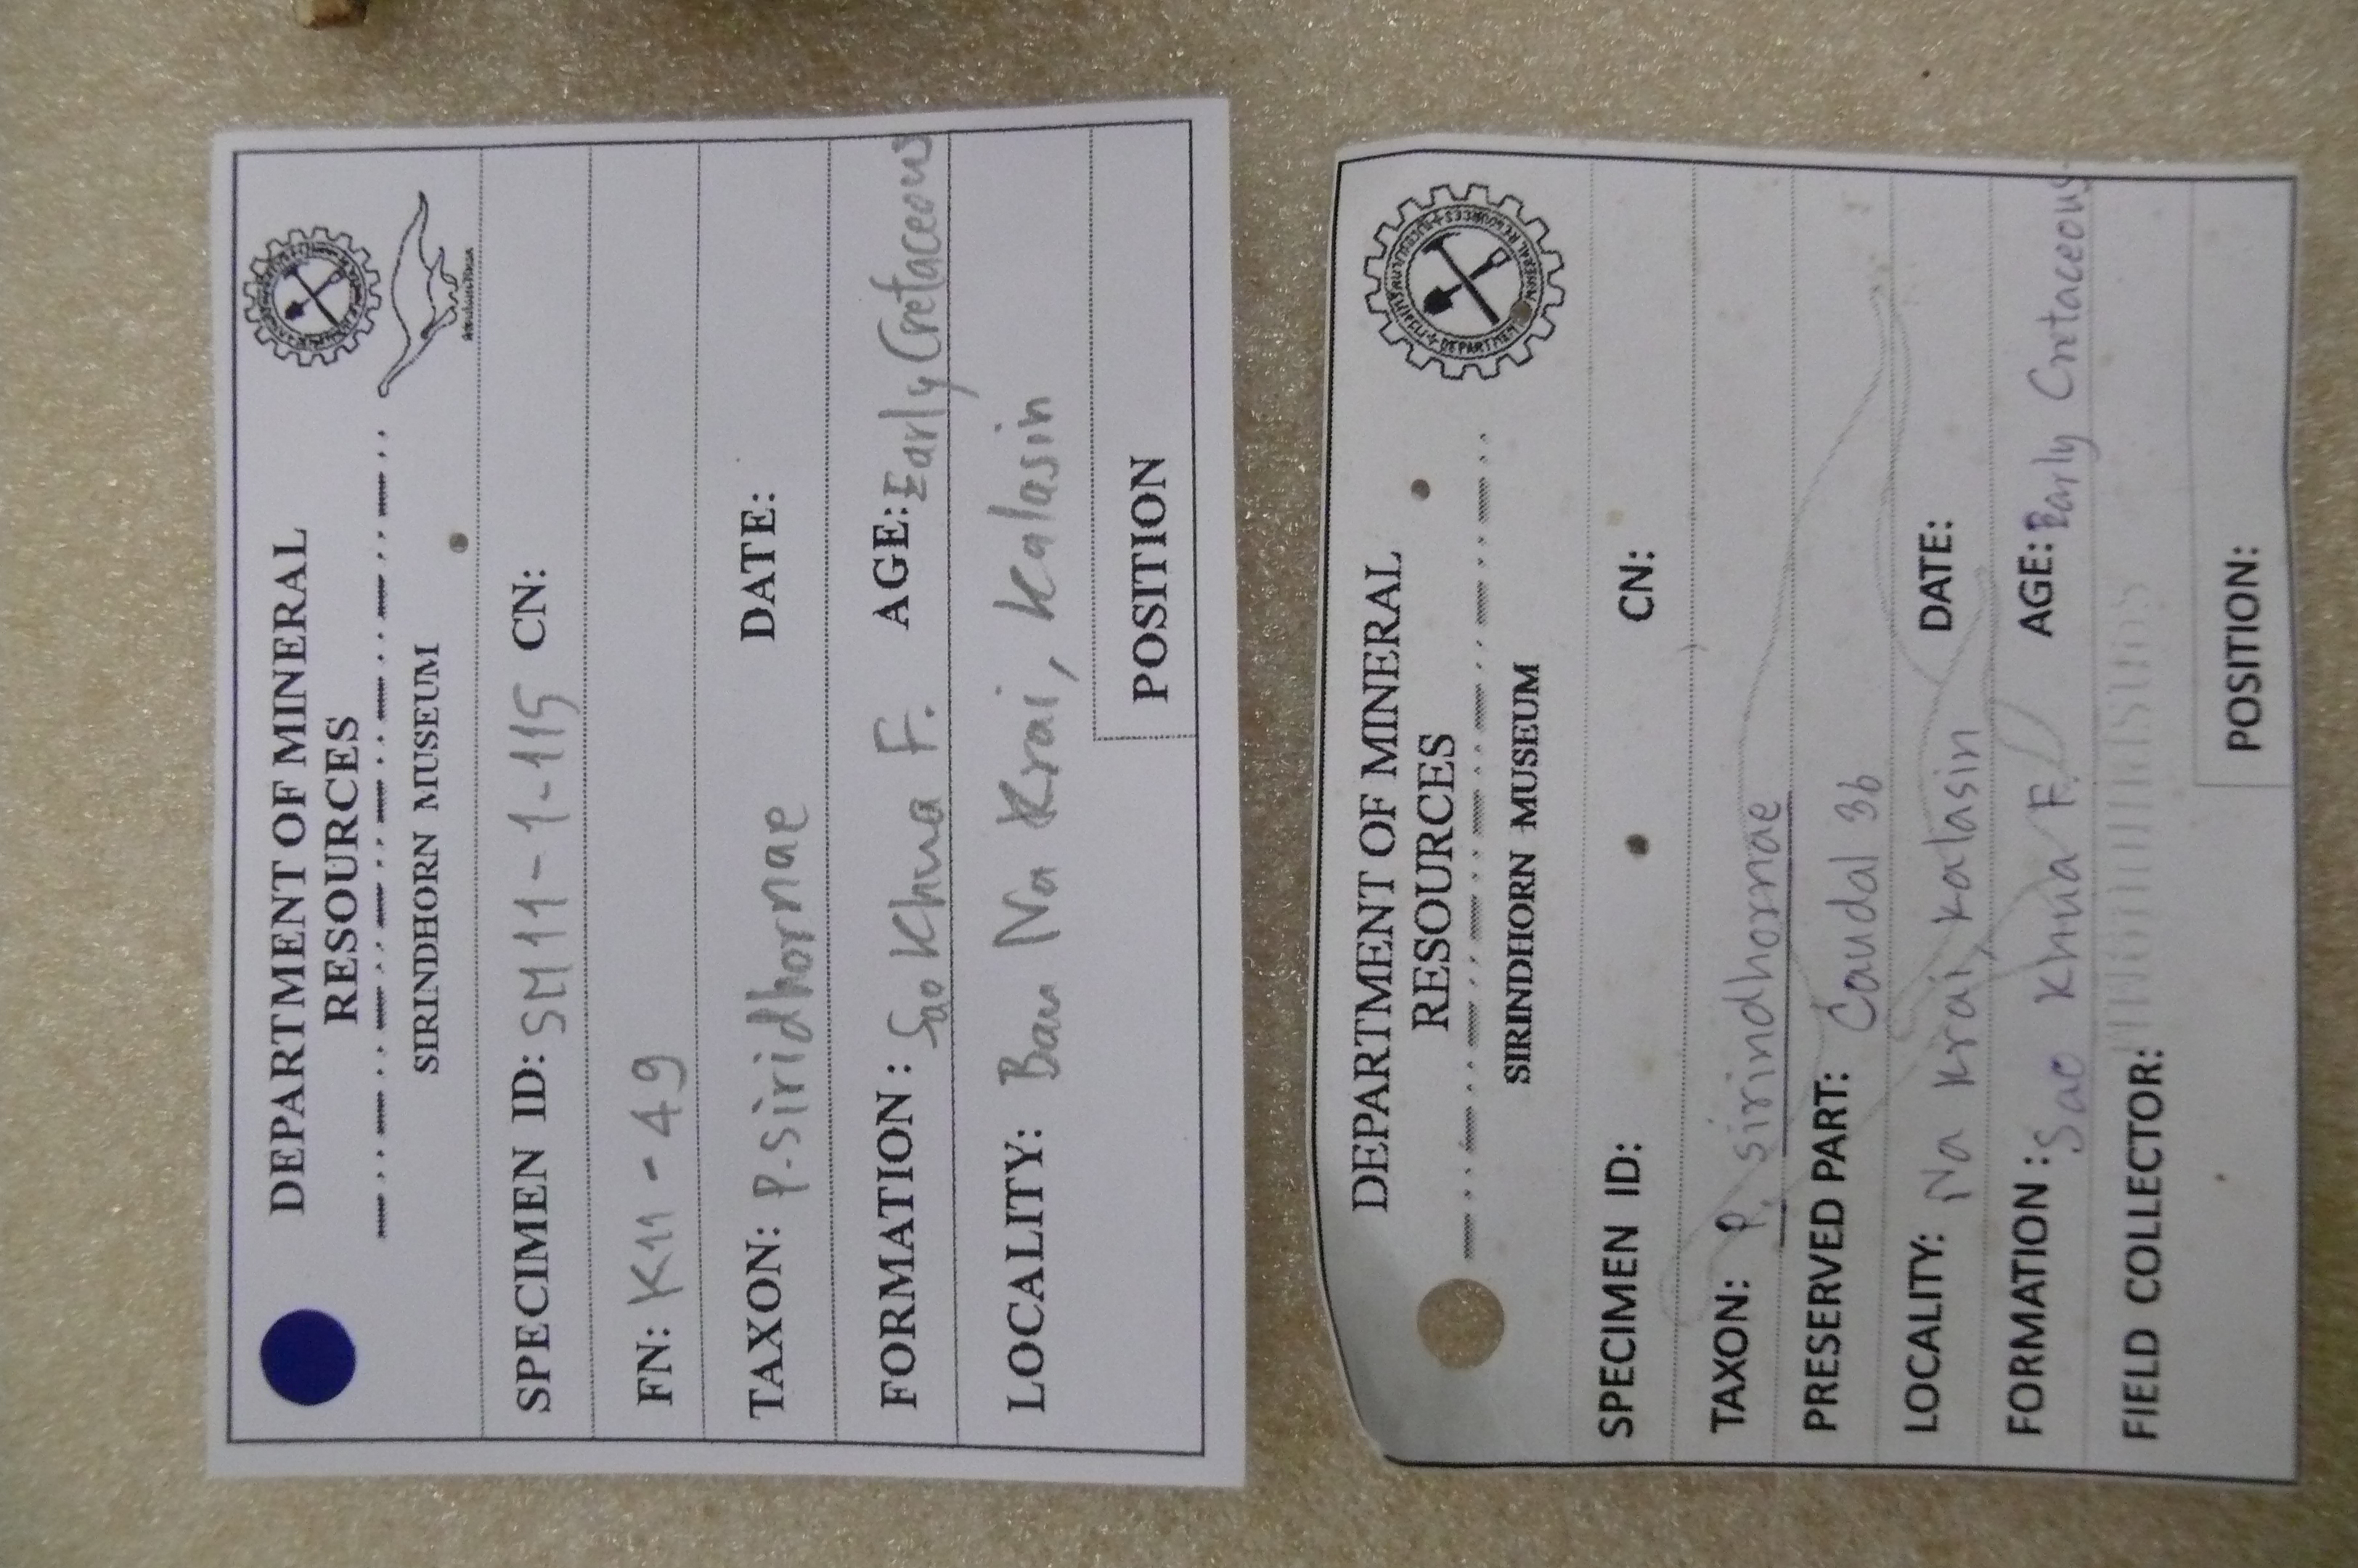 DEPARTMENT OF MINERAL
RESOURCES
SIRINDHORN MUSEUM
SPECIMEN ID: SM11-1-115 CN:
FN: K11-49
TAXON: P. siridhornae DATE:
FORMATION: Sao Khua F. AGE: Early Cretaceous
LOCALITY: Ban Na Krai, Kalasin
POSITION
DEPARTMENT OF MINERAL
RESOURCES
SIRINDHORN MUSEUM
DEPARTMENT MINERAL RESOURCES
SPECIMEN ID: CN:
TAXON: P. sirindhornae
PRESERVED PART: Caudal 36
LOCALITY: Na Krai, Kalasin DATE:
FORMATION: Sao Khua F. AGE: Early Cretaceous
FIELD COLLECTOR:
POSITION: